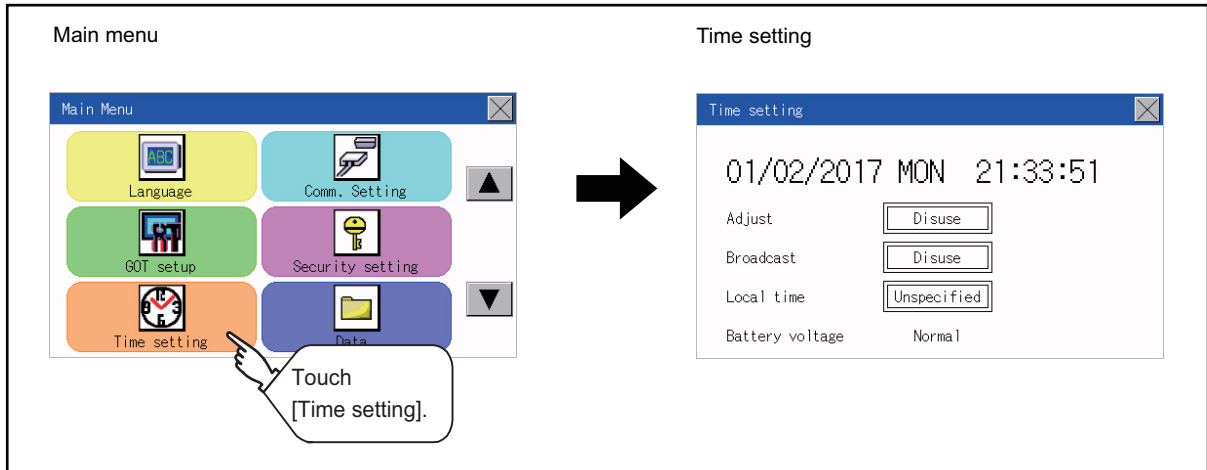 Main menu
Time setting
Main Menu
ABC
Language
Comm. Setting
GOT setup
Security setting
Time setting
Data
Touch
[Time setting].
Time setting
01/02/2017 MON 21:33:51
Adjust Disuse
Broadcast Disuse
Local time Unspecified
Battery voltage Normal